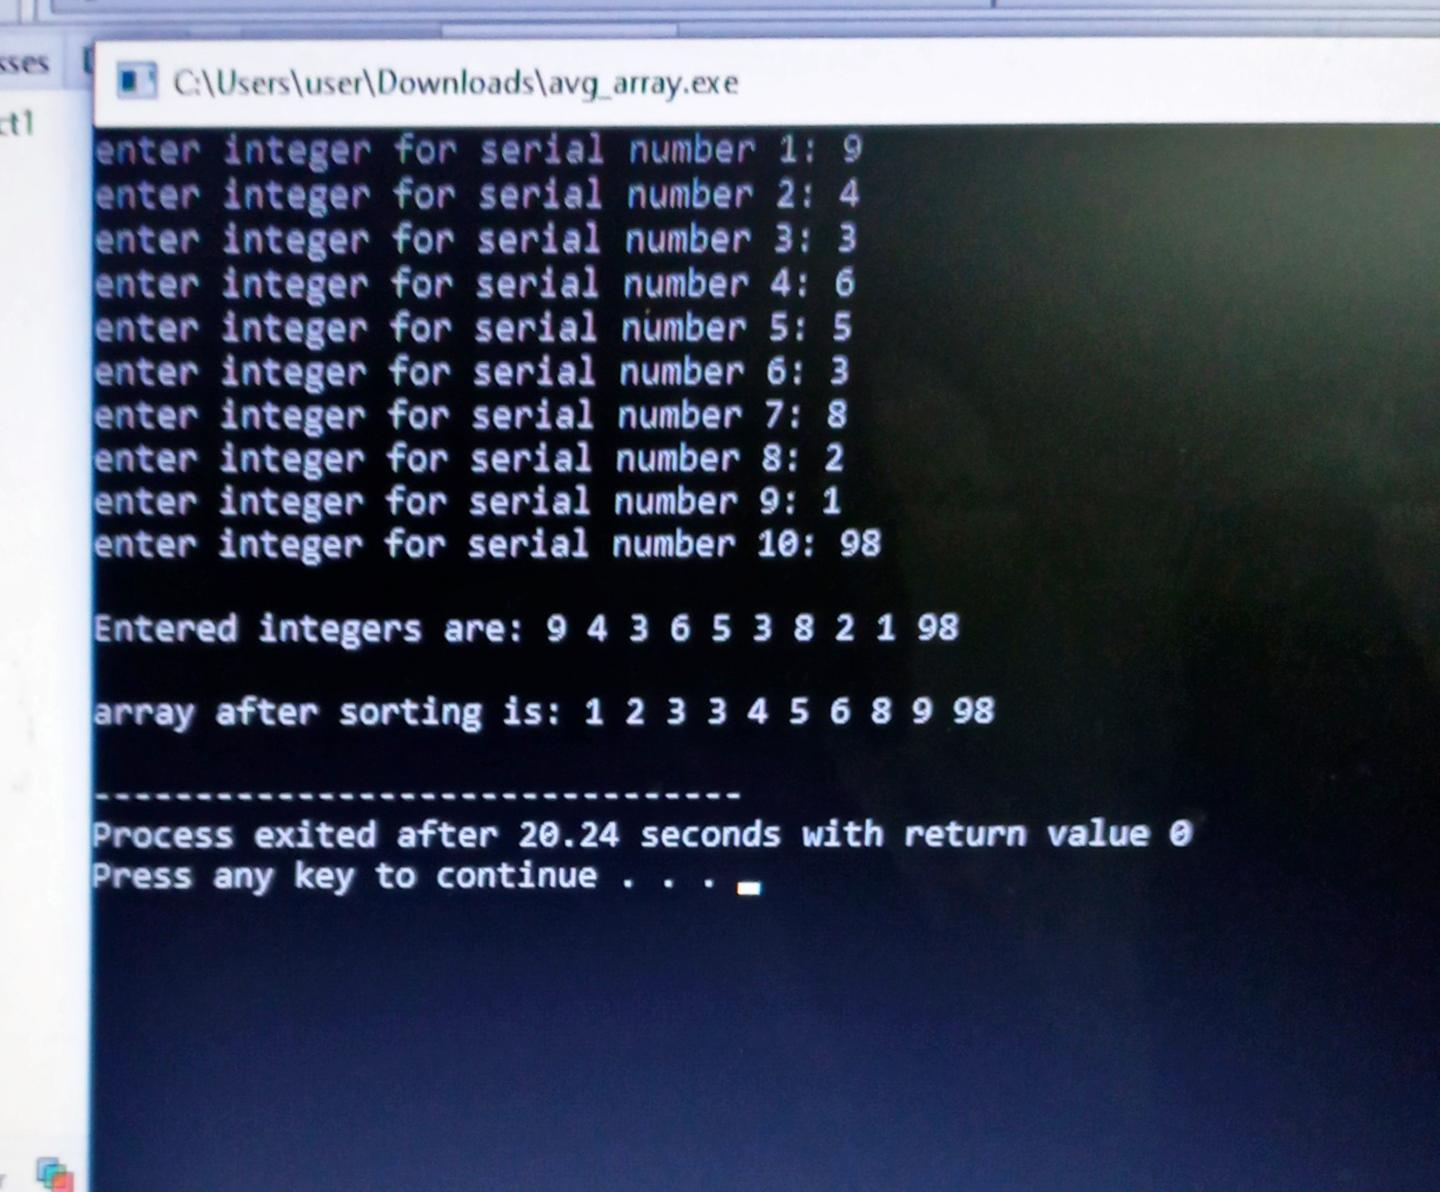 sses
C:\Users\user\Downloads\avg_array.exe
ct1
enter integer for serial number 1: 9
enter integer for serial number 2: 4
enter integer for serial number 3: 3
enter integer for serial number 4: 6
enter integer for serial number 5: 5
enter integer for serial number 6: 3
enter integer for serial number 7: 8
enter integer for serial number 8: 2
enter integer for serial number 9: 1
enter integer for serial number 10: 98
Entered integers are: 9 4 3 6 5 3 8 2 1 98
array after sorting is: 1 2 3 3 4 5 6 8 9 98
--------------------------------
Process exited after 20.24 seconds with return value 0
Press any key to continue . . .